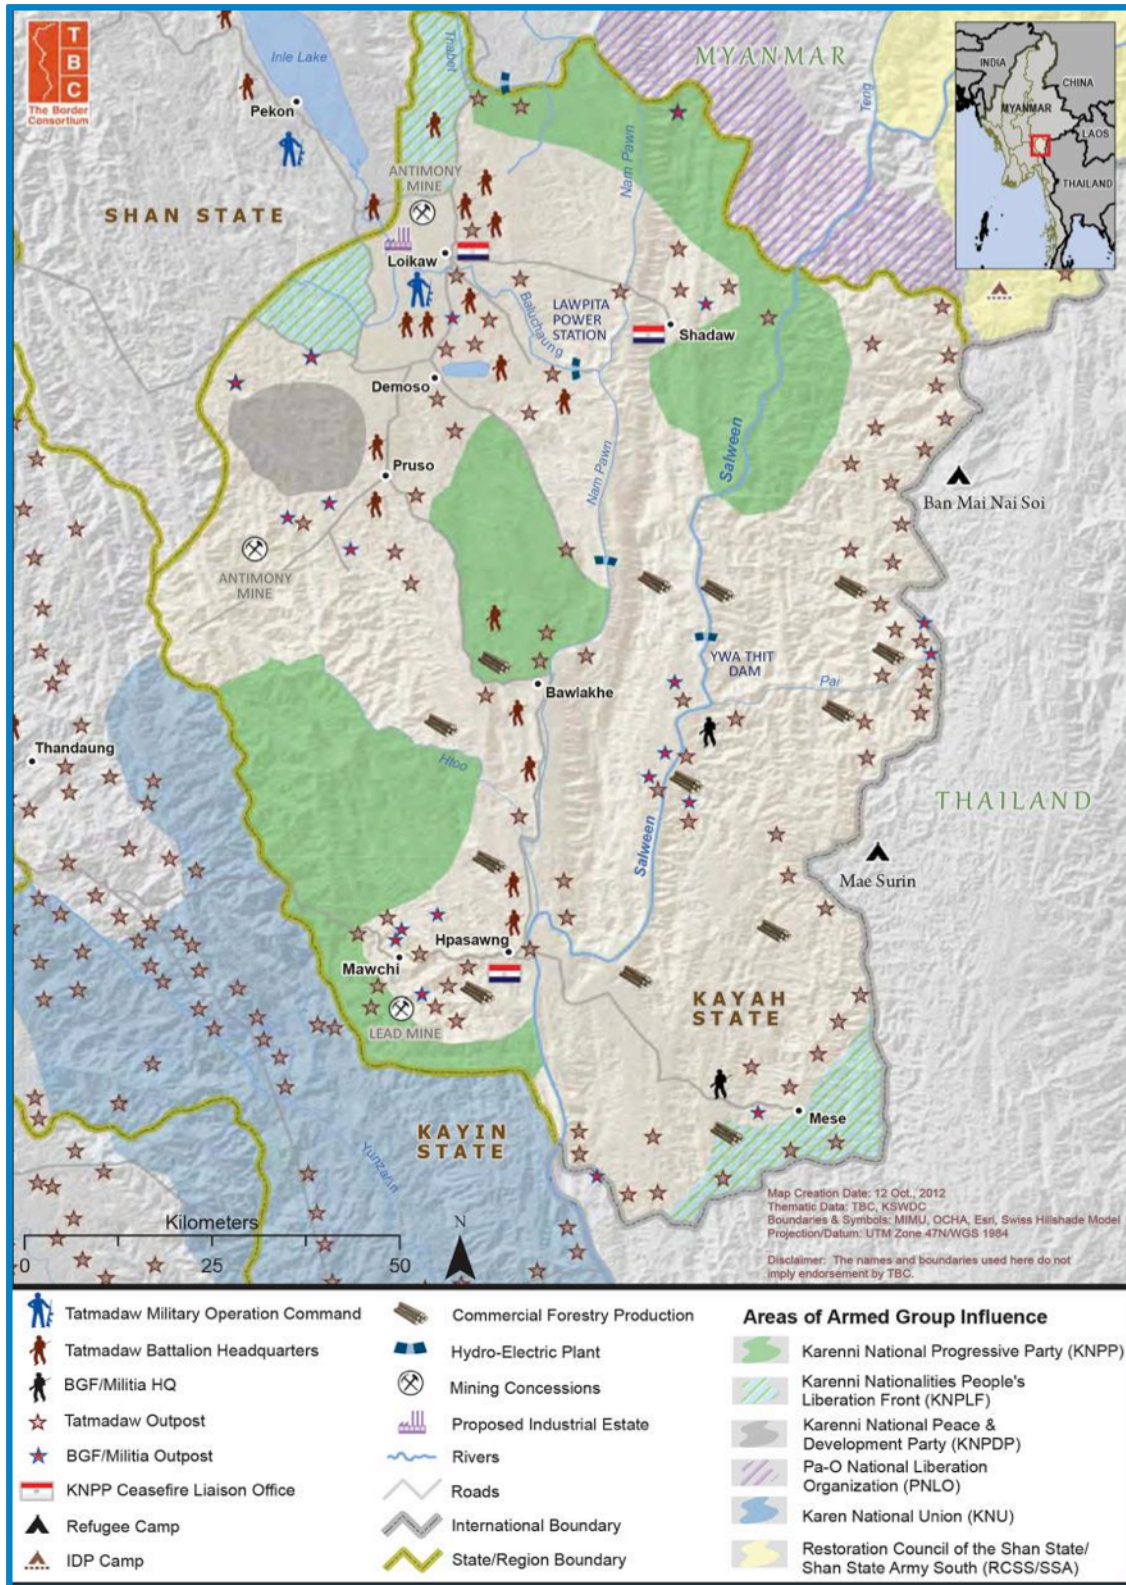 T
B
C
The Border
Consortium
Inle Lake
Thabet
MYANMAR
Teng
INDIA
CHINA
MYANMAR
LAOS
THAILAND
Pekon
Nam Pawn
ANTIMONY
MINE
SHAN STATE
Loikaw
Baluchaung
LAWPITA
POWER
STATION
Shadaw
Demoso
Salween
Nam Pawn
Pruso
Ban Mai Nai Soi
ANTIMONY
MINE
YWA THIT
DAM
Pai
Bawlakhe
Thandaung
Htoo
THAILAND
Salween
Mae Surin
Hpasawng
Mawchi
KAYAH
STATE
LEAD MINE
Mese
KAYIN
STATE
Yunzalin
Map Creation Date: 12 Oct., 2012
Thematic Data: TBC, KSWDC
Boundaries & Symbols: MIMU, OCHA, Esri, Swiss Hillshade Model
Projection/Datum: UTM Zone 47N/WGS 1984
Disclaimer: The names and boundaries used here do not
imply endorsement by TBC.
Kilometers
0 25 50
N
Tatmadaw Military Operation Command
Tatmadaw Battalion Headquarters
BGF/Militia HQ
Tatmadaw Outpost
BGF/Militia Outpost
KNPP Ceasefire Liaison Office
Refugee Camp
IDP Camp
Commercial Forestry Production
Hydro-Electric Plant
Mining Concessions
Proposed Industrial Estate
Rivers
Roads
International Boundary
State/Region Boundary
Areas of Armed Group Influence
Karenni National Progressive Party (KNPP)
Karenni Nationalities People's
Liberation Front (KNPLF)
Karenni National Peace &
Development Party (KNPDP)
Pa-O National Liberation
Organization (PNLO)
Karen National Union (KNU)
Restoration Council of the Shan State/
Shan State Army South (RCSS/SSA)